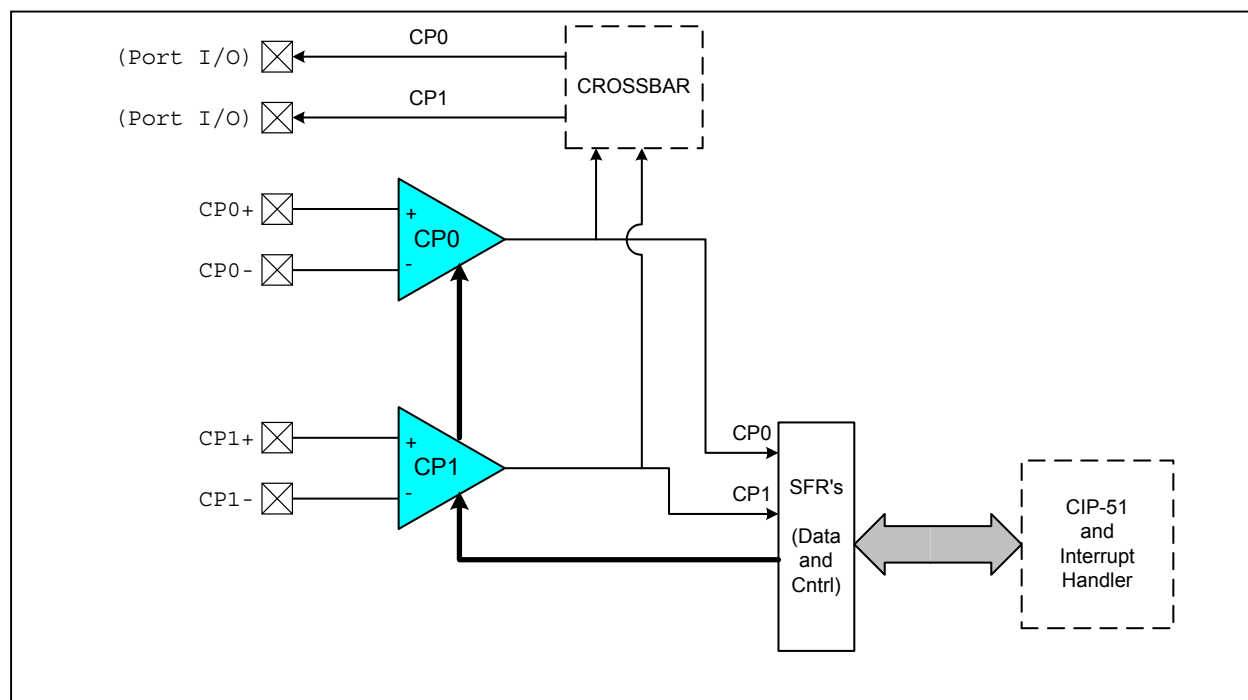 CP0
(Port I/O)
CROSSBAR
CP1
(Port I/O)
CP0+
+
CP0
CP0-
-
CP1+
+
CP1
CP1-
-
CP0
CP1
SFR's
(Data
and
Cntrl)
CIP-51
and
Interrupt
Handler